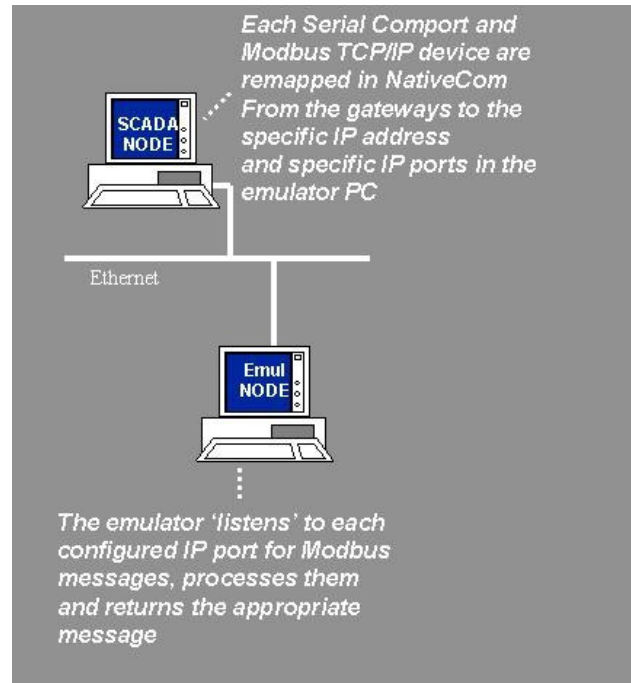 Each Serial Comport and
Modbus TCP/IP device are
remapped in NativeCom
From the gateways to the
specific IP address
and specific IP ports in the
emulator PC
SCADA
NODE
Ethernet
Emul
NODE
The emulator ‘listens’ to each
configured IP port for Modbus
messages, processes them
and returns the appropriate
message